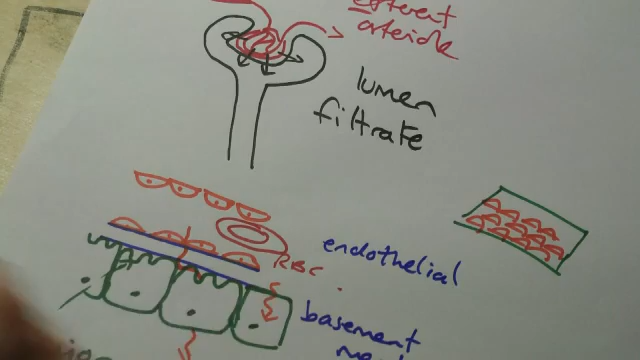 Efferent
arteriole
lumen
filtrate
endothelial
RBC
basement